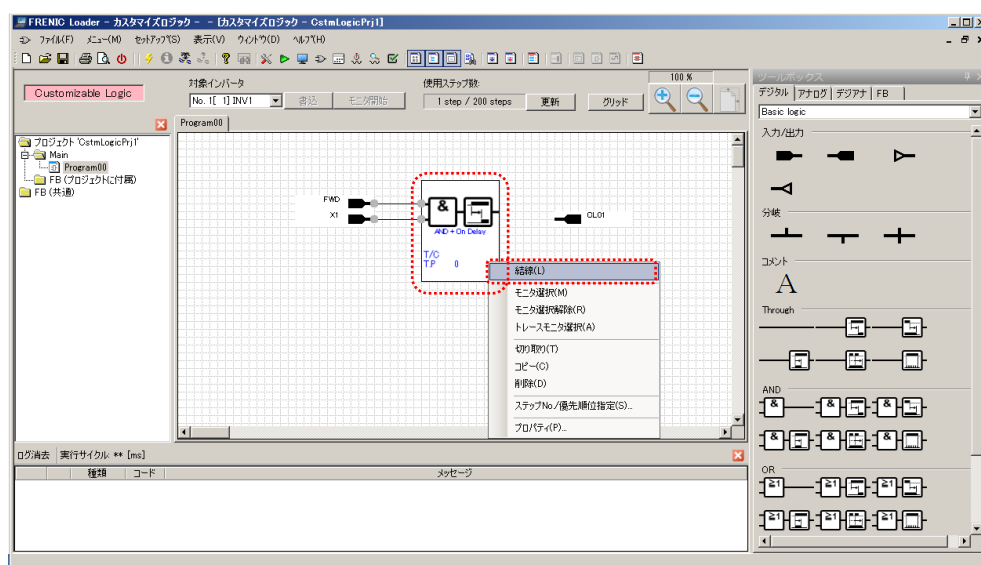 FRENIC Loader - カスタマイズロジック - - [カスタマイズロジック - CstmLogicPrj1]
ファイル(F) メニュー(M) セットアップ(S) 表示(V) ウィンドウ(O) ヘルプ(H)
Customizable Logic
対象インバータ
No. 1[ 1] INV1
書込
モニタ開始
使用ステップ数:
1 step / 200 steps
更新
グリッド
100 %
Program00
プロジェクト 'CstmLogicPrj1'
Main
Program00
FB (プロジェクトに付属)
FB (共通)
FWD
X1
&
AND + On Delay
T/C
T.P 0
CLO1
結線(L)
モニタ選択(M)
モニタ選択解除(R)
トレースモニタ選択(A)
切り取り(T)
コピー(C)
削除(D)
ステップNo./優先順位指定(S)...
プロパティ(P)...
ツールボックス
デジタル アナログ デジアナ FB
Basic logic
入力/出力
分岐
コメント
A
Through
AND
& & &
& & &
OR
≧1 ≧1 ≧1
≧1 ≧1 ≧1
ログ消去 実行サイクル: ** [ms]
種類 コード メッセージ